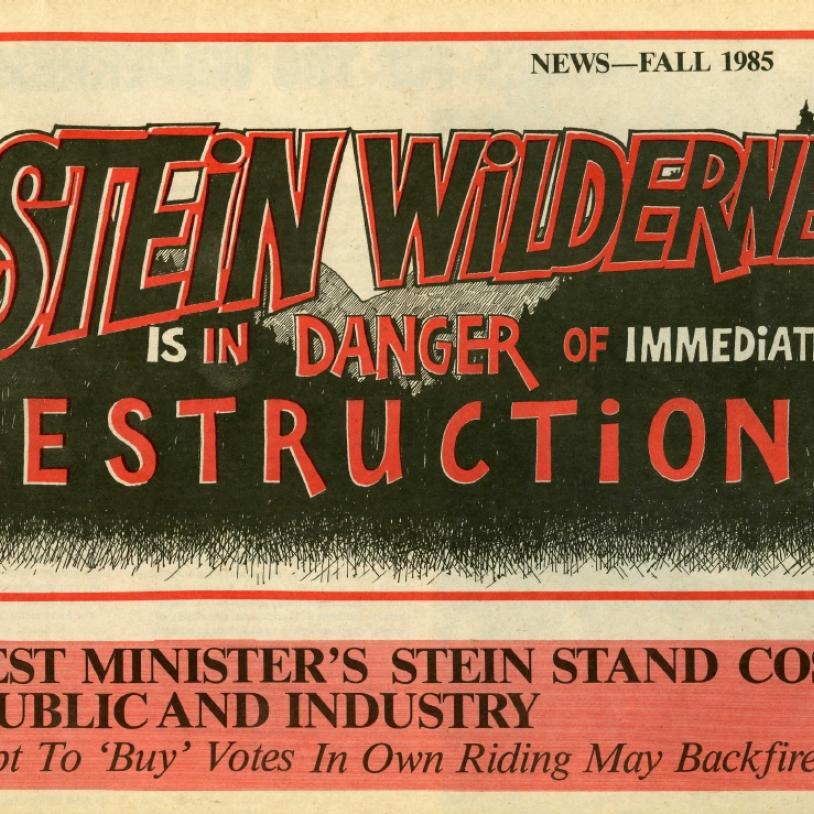 NEWS—FALL 1985
STEiN WiLDERNE
IS IN DANGER OF IMMEDiAT
ESTRUCTiON
EST MINISTER'S STEIN STAND COS
UBLIC AND INDUSTRY
pt To ‘Buy’ Votes In Own Riding May Backfire